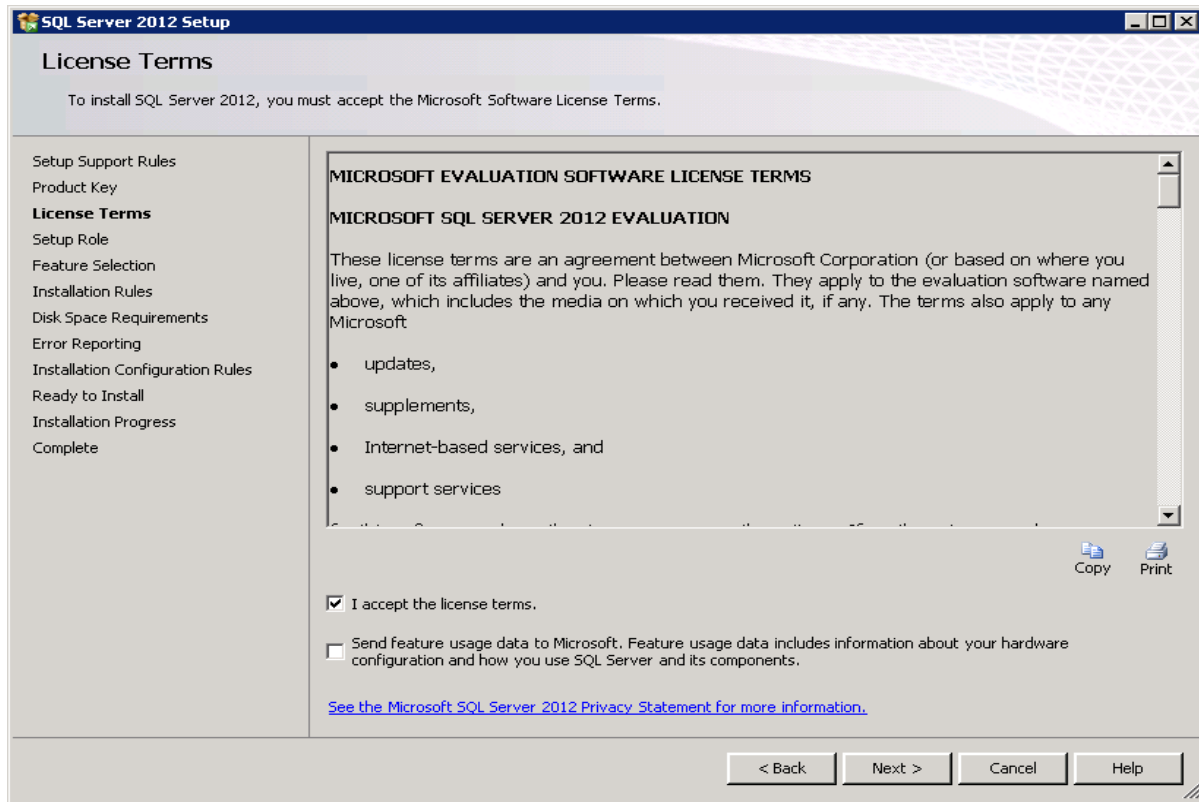 SQL Server 2012 Setup
License Terms
To install SQL Server 2012, you must accept the Microsoft Software License Terms.
Setup Support Rules
Product Key
License Terms
Setup Role
Feature Selection
Installation Rules
Disk Space Requirements
Error Reporting
Installation Configuration Rules
Ready to Install
Installation Progress
Complete
MICROSOFT EVALUATION SOFTWARE LICENSE TERMS
MICROSOFT SQL SERVER 2012 EVALUATION
These license terms are an agreement between Microsoft Corporation (or based on where you
live, one of its affiliates) and you. Please read them. They apply to the evaluation software named
above, which includes the media on which you received it, if any. The terms also apply to any
Microsoft
• updates,
• supplements,
• Internet-based services, and
• support services
Copy Print
I accept the license terms.
Send feature usage data to Microsoft. Feature usage data includes information about your hardware
configuration and how you use SQL Server and its components.
See the Microsoft SQL Server 2012 Privacy Statement for more information.
< Back Next > Cancel Help